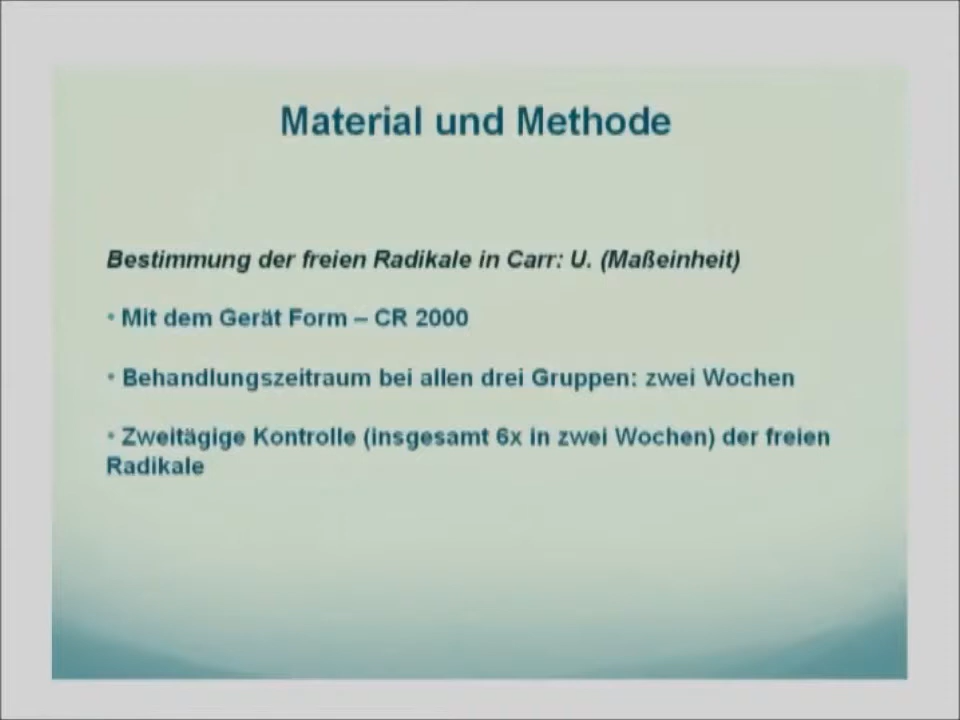 Material und Methode
Bestimmung der freien Radikale in Carr: U. (Maßeinheit)
• Mit dem Gerät Form – CR 2000
• Behandlungszeitraum bei allen drei Gruppen: zwei Wochen
• Zweitägige Kontrolle (insgesamt 6x in zwei Wochen) der freien
Radikale